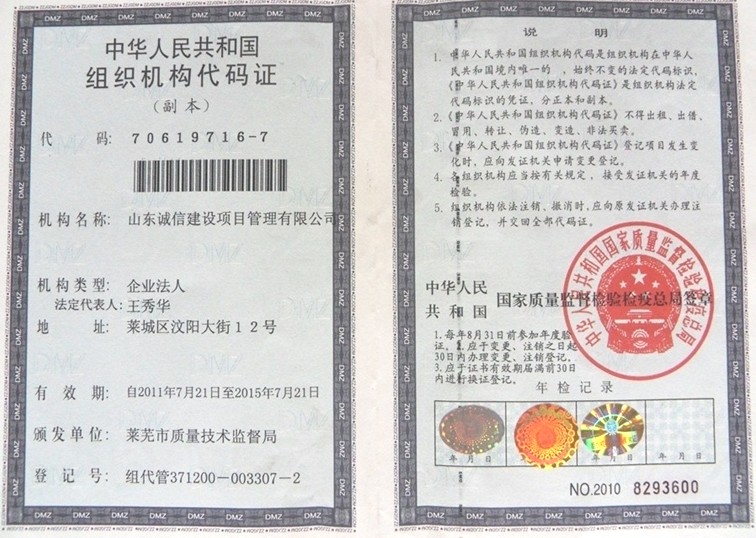 中华人民共和国
组织机构代码证
（副本）
代 码: 70619716-7
机构名称: 山东诚信建设项目管理有限公司
机构类型: 企业法人
法定代表人: 王秀华
地 址: 莱城区汶阳大街12号
有 效 期: 自2011年7月21日至2015年7月21日
颁发单位: 莱芜市质量技术监督局
登 记 号: 组代管371200-003307-2
说 明
1. 中华人民共和国组织机构代码是组织机构在中华人
民共和国境内唯一的、始终不变的法定代码标识，
《中华人民共和国组织机构代码证》是组织机构法定
代码标识的凭证，分正本和副本。
2.《中华人民共和国组织机构代码证》不得出租、出借、
冒用、转让、伪造、变造、非法买卖。
3.《中华人民共和国组织机构代码证》登记项目发生变
化时，应向发证机关申请变更登记。
4. 各组织机构应当按有关规定，接受发证机关的年度
检验。
5. 组织机构依法注销、撤消时，应向原发证机关办理注
销登记，并交回全部代码证。
中华人民
共和国
国家质量监督检验检疫总局签章
中华人民共和国国家质量监督检验检疫总局
1.每年8月31日前参加年度验
证。2.应于变更、注销之日起
30日内办理变更、注销登记。
3.应于证书有效期届满前30日
内进行换证登记。
年检记录
年 月 日
年 月 日
年 月 日
年 月 日
NO.2010 8293600
DMZ